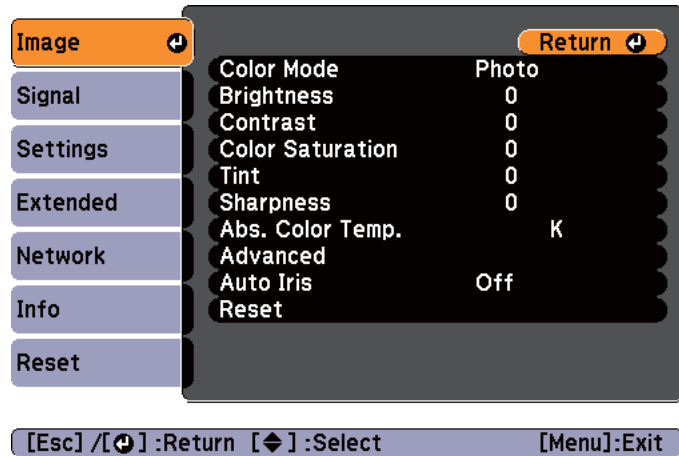 Image
Signal
Settings
Extended
Network
Info
Reset
Return
Color Mode Photo
Brightness 0
Contrast 0
Color Saturation 0
Tint 0
Sharpness 0
Abs. Color Temp. K
Advanced
Auto Iris Off
Reset
[Esc] /[⏎] :Return [◆] :Select [Menu]:Exit